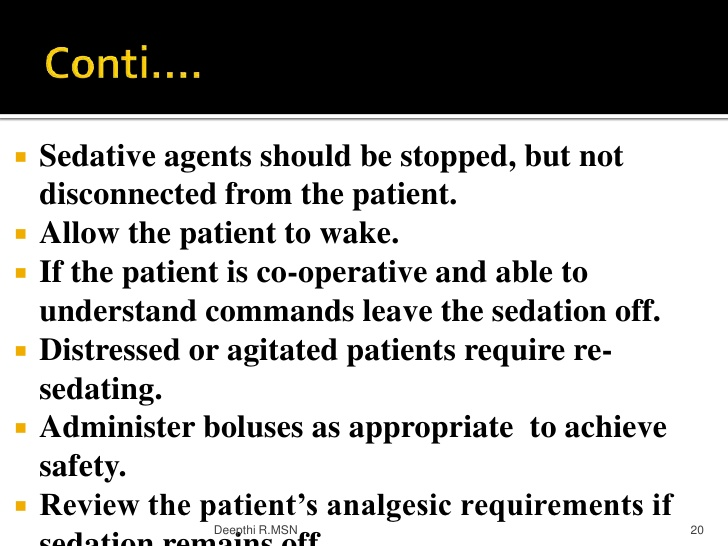 Conti....
Sedative agents should be stopped, but not
disconnected from the patient.
Allow the patient to wake.
If the patient is co-operative and able to
understand commands leave the sedation off.
Distressed or agitated patients require re-
sedating.
Administer boluses as appropriate  to achieve
safety.
Review the patient’s analgesic requirements if
sedation remains off
Deepthi R.MSN
20